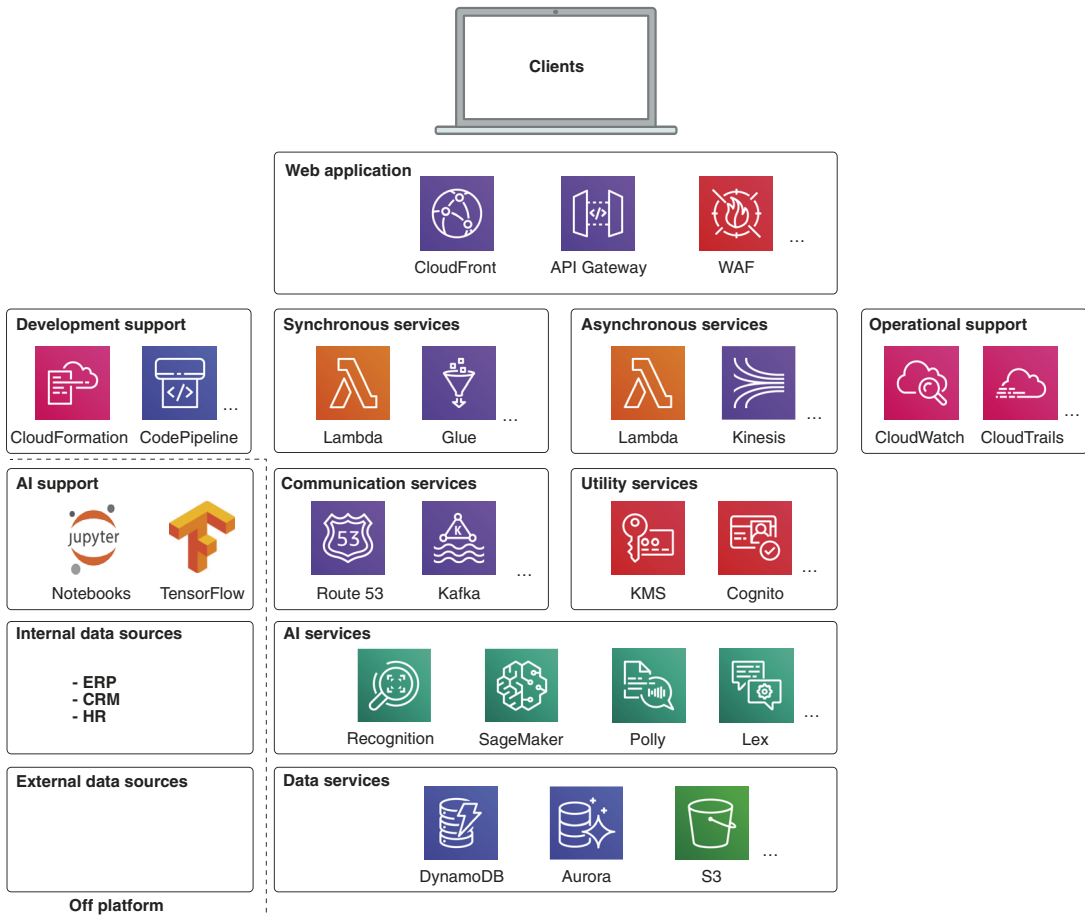 Clients
Web application
CloudFront API Gateway WAF ...
Development support
CloudFormation CodePipeline ...
Synchronous services
Lambda Glue ...
Asynchronous services
Lambda Kinesis ...
Operational support
CloudWatch CloudTrails ...
AI support
jupyter
Notebooks TensorFlow
Communication services
53 K
Route 53 Kafka ...
Utility services
KMS Cognito ...
Internal data sources
- ERP
- CRM
- HR
AI services
Recognition SageMaker Polly Lex ...
External data sources
Data services
DynamoDB Aurora S3 ...
Off platform